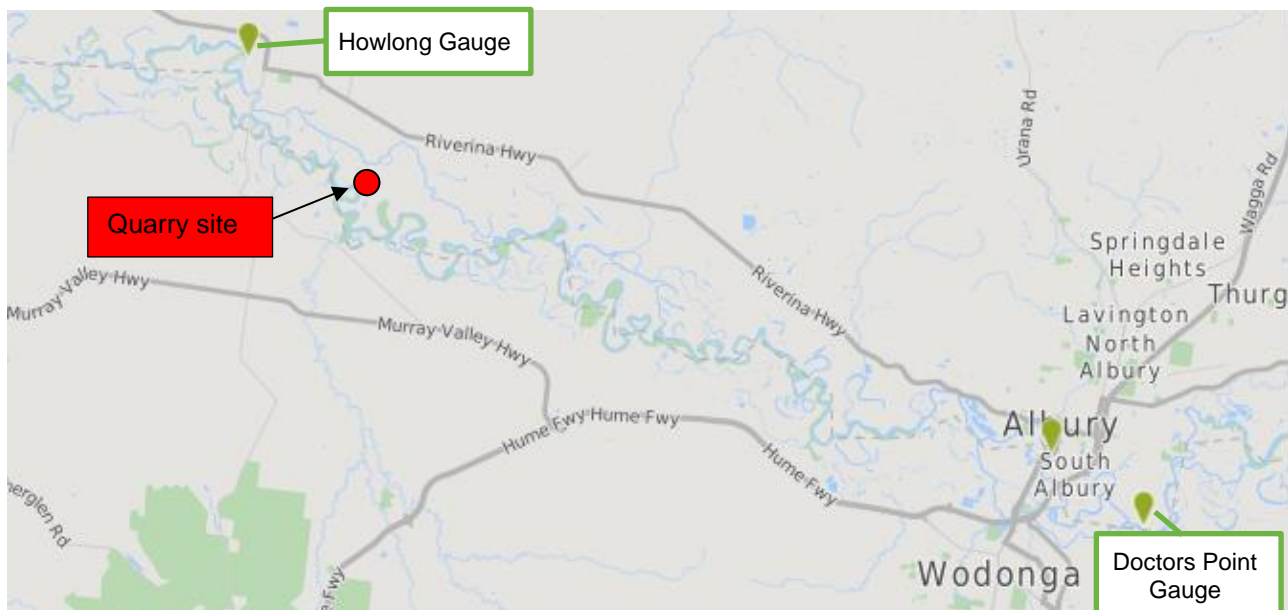 Howlong Gauge
Riverina Hwy
Urana Rd
Wagga Rd
Quarry site
Springdale
Heights
Murray Valley Hwy
Riverina Hwy
Thurg
Murray Valley Hwy
Lavington
North
Albury
Hume Fwy
Hume Fwy
Albury
Hume Fwy
South
Albury
nerglen Rd
Doctors Point
Gauge
Wodonga
e Fwy